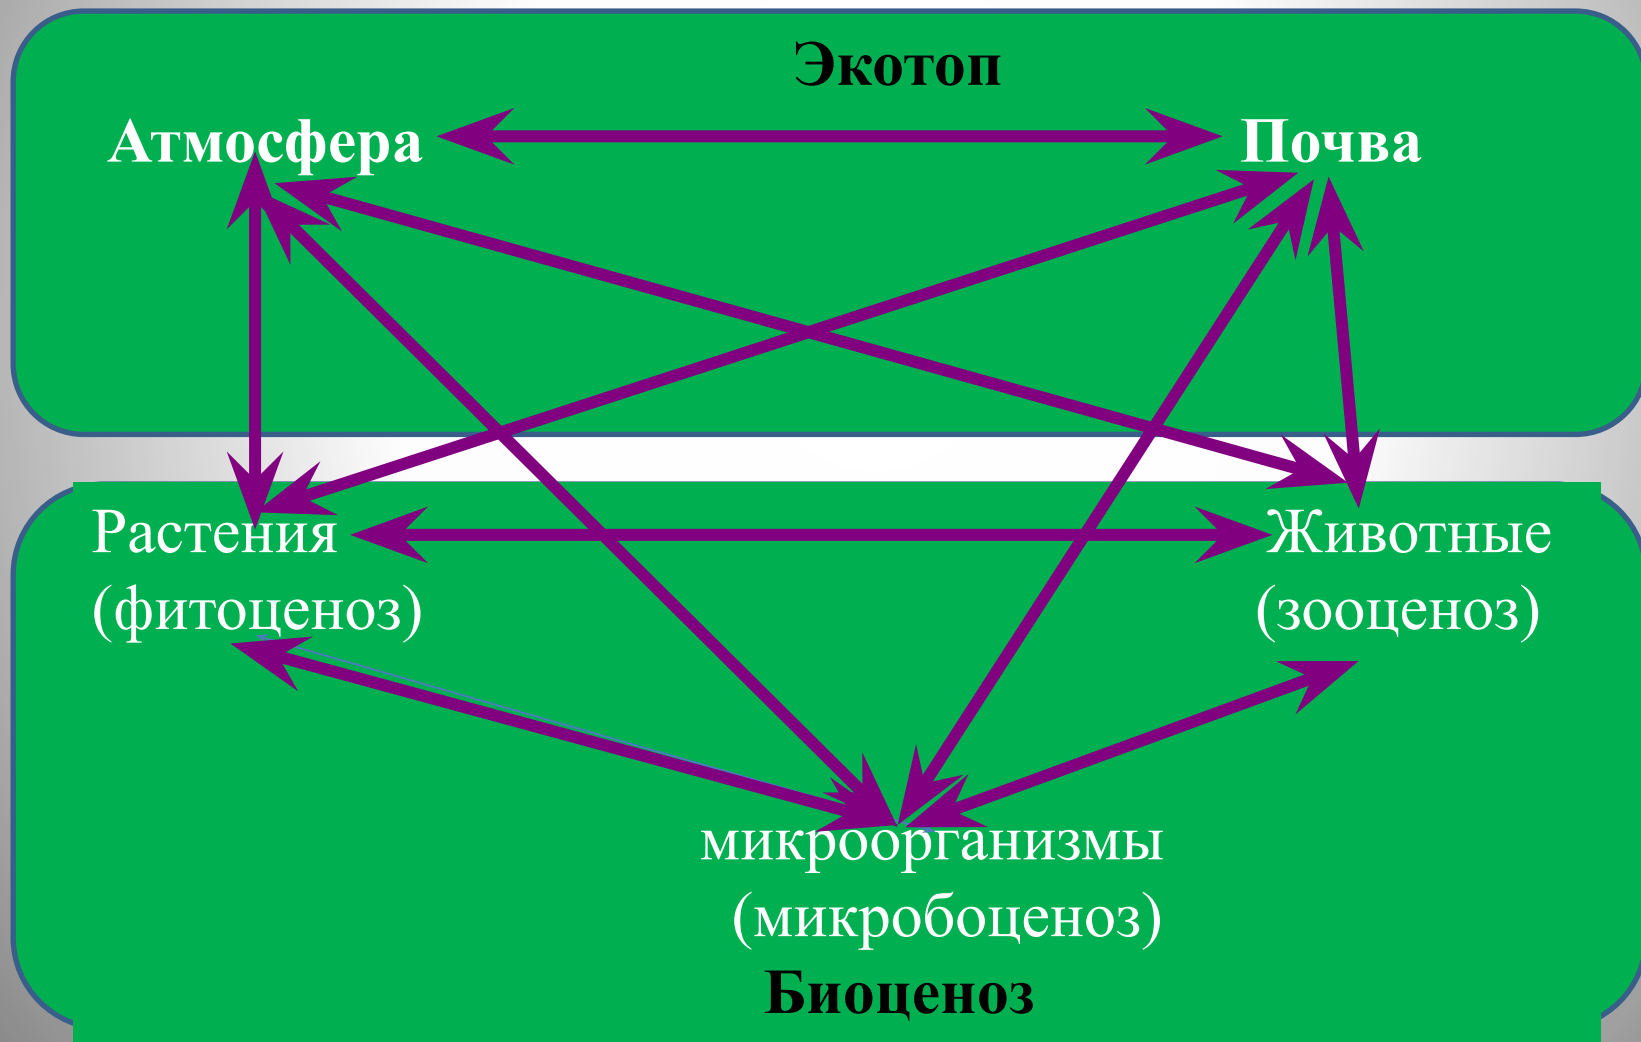 Экотоп
Атмосфера
Почва
Растения
(фитоценоз)
Животные
(зооценоз)
микроорганизмы
(микробоценоз)
Биоценоз